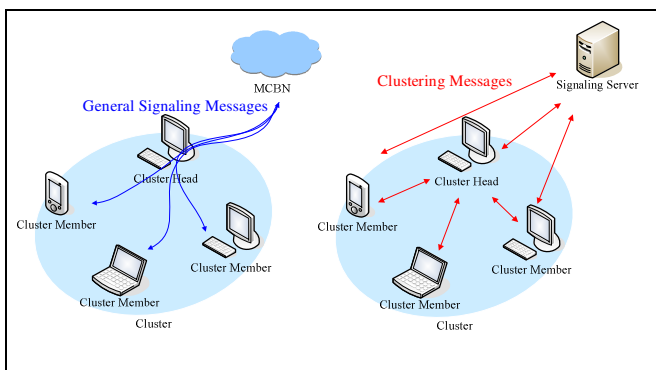 MCBN
General Signaling Messages
Cluster Head
Cluster Member
Cluster Member
Cluster Member
Cluster
Clustering Messages
Signaling Server
Cluster Head
Cluster Member
Cluster Member
Cluster Member
Cluster